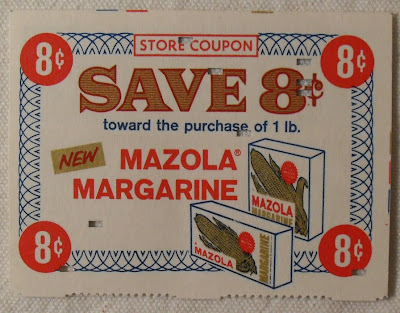 8¢ STORE COUPON 8¢
SAVE 8¢
toward the purchase of 1 lb.
NEW MAZOLA®
MARGARINE
MAZOLA
MARGARINE
MAZOLA
MARGARINE
8¢ 8¢